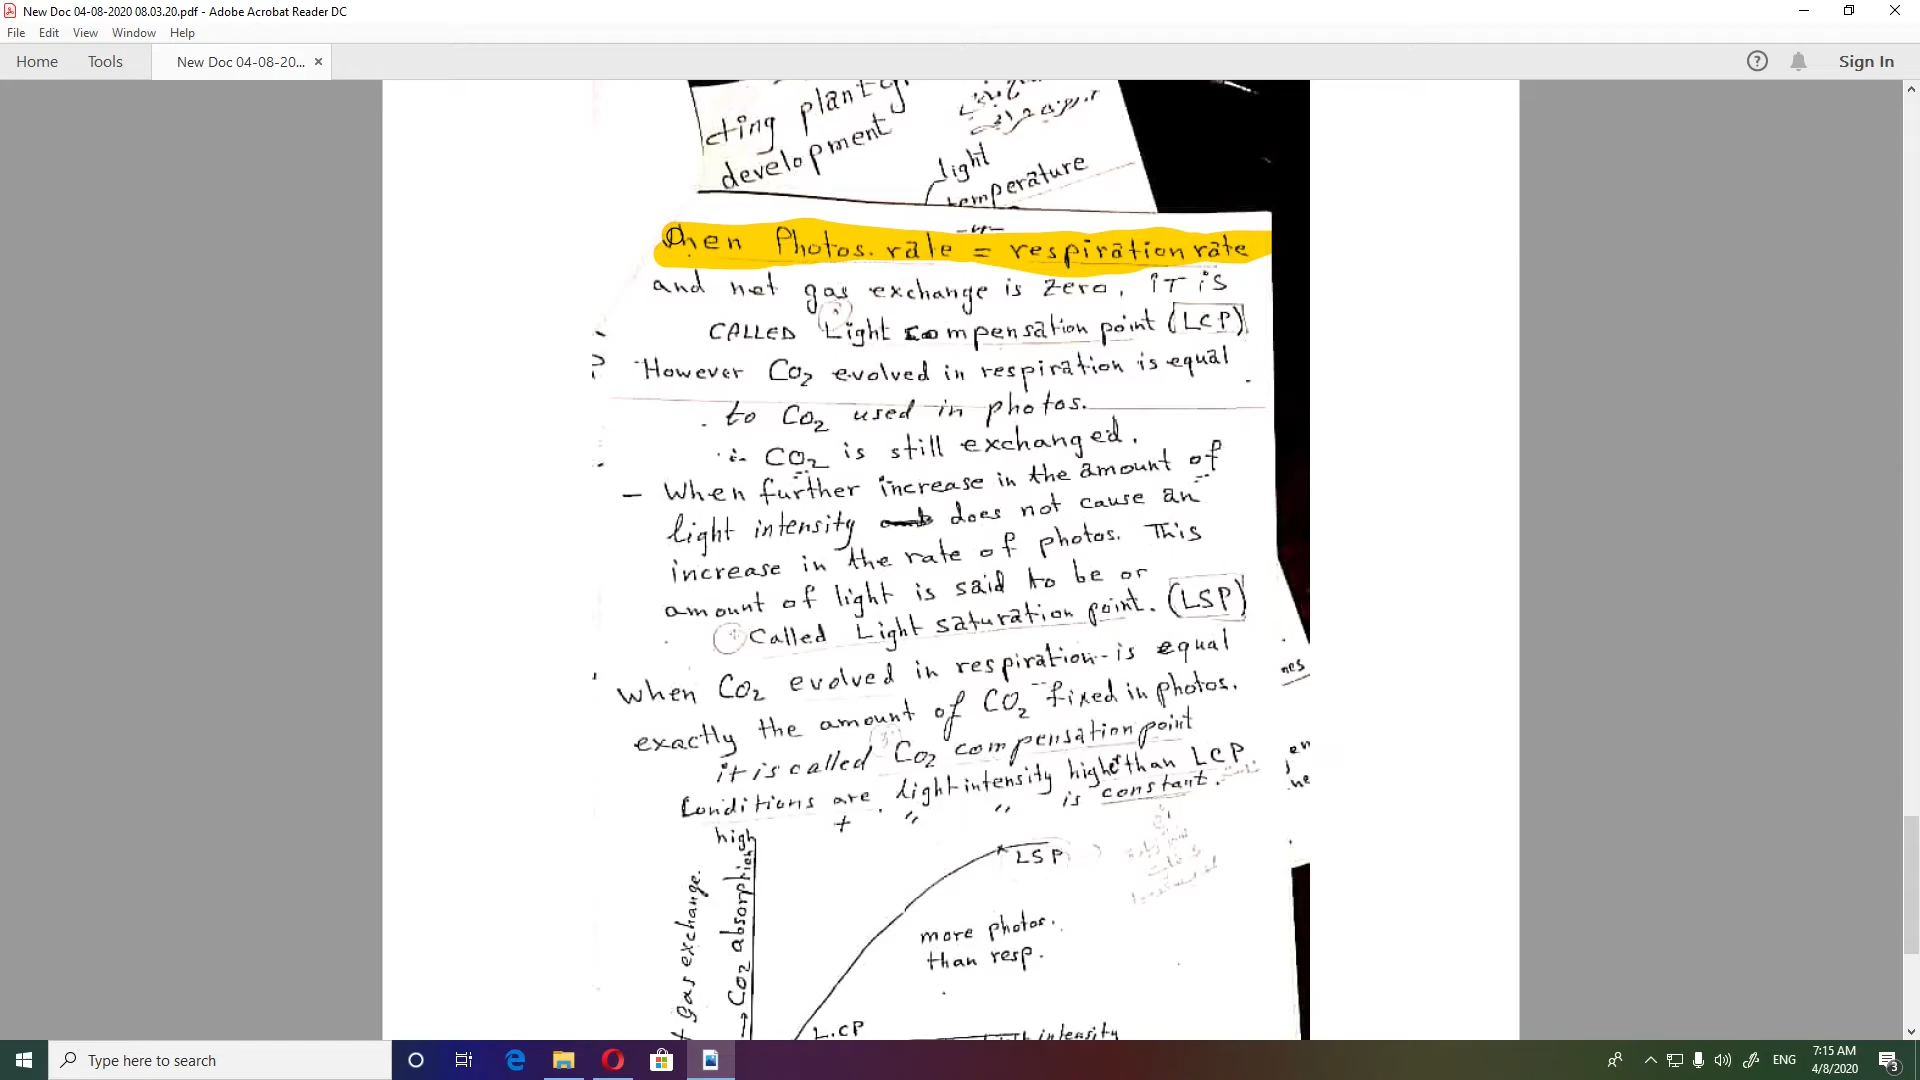 New Doc 04-08-2020 08.03.20.pdf - Adobe Acrobat Reader DC
File Edit View Window Help
Home Tools New Doc 04-08-20... × Sign In
cting plant g
development
light
temperature
When Photos. rate = respiration rate
and net gas exchange is zero, it is
CALLED Light compensation point (LCP)
However CO2 evolved in respiration is equal
to CO2 used in photos.
∴ CO2 is still exchanged.
– When further increase in the amount of
light intensity does not cause an
increase in the rate of photos. This
amount of light is said to be or
Called Light saturation point. (LSP)
When CO2 evolved in respiration is equal
exactly the amount of CO2 fixed in photos.
it is called CO2 compensation point
Conditions are light intensity higher than LCP
+ " " is constant.
high
nes
en
ne
LSP
more photos.
than resp.
gas exchange.
→ CO2 absorption
L.CP
intensity
Type here to search
ENG
7:15 AM
4/8/2020
3